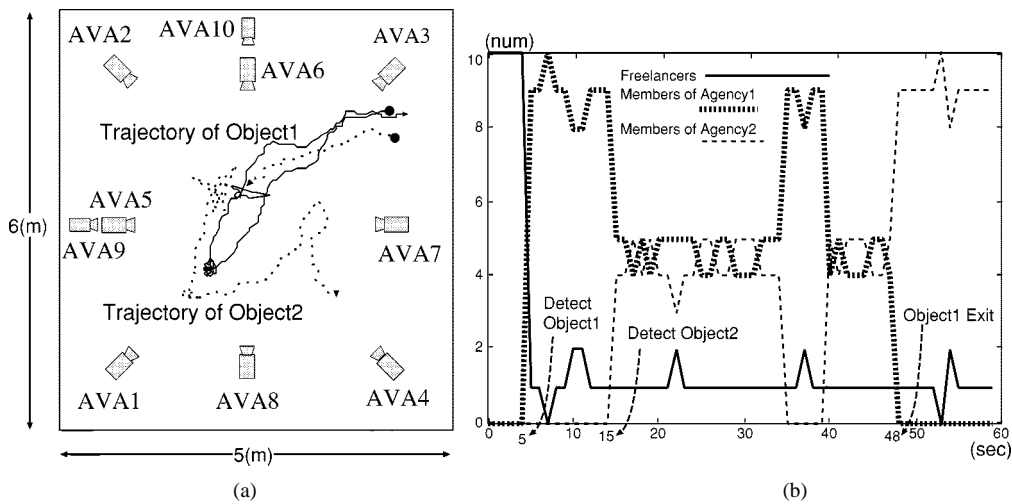 AVA2
AVA10
AVA3
AVA6
Trajectory of Object1
AVA5
AVA9
AVA7
6(m)
Trajectory of Object2
AVA1
AVA8
AVA4
5(m)
(a)
(num)
10
8
6
4
2
0
Freelancers
Members of Agency1
Members of Agency2
Detect
Object1
Detect Object2
Object1 Exit
0 5 10 15 20 30 40 48 50 60
(sec)
(b)